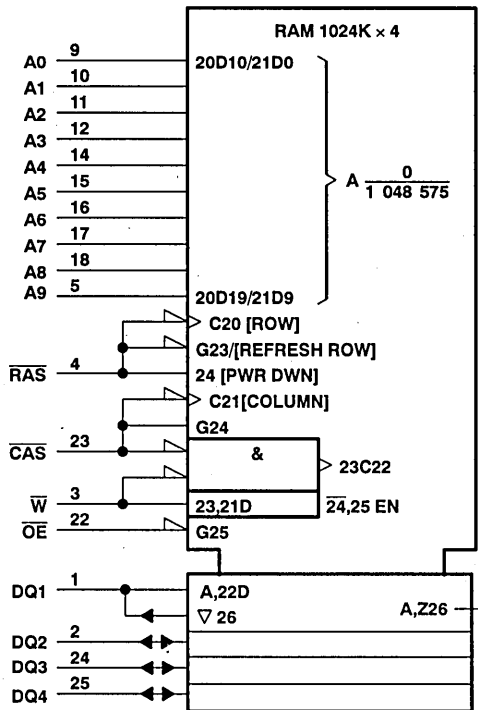 RAM 1024K × 4
A0 9 20D10/21D0
A1 10
A2 11
A3 12
A4 14
A5 15
A6 16
A7 17
A8 18
A9 5 20D19/21D9
A 0
1 048 575
C20 [ROW]
G23/[REFRESH ROW]
RAS 4 24 [PWR DWN]
C21[COLUMN]
G24
CAS 23 & 23C22
W 3 23,21D 24,25 EN
OE 22 G25
DQ1 1 A,22D
▽ 26 A,Z26
DQ2 2
DQ3 24
DQ4 25